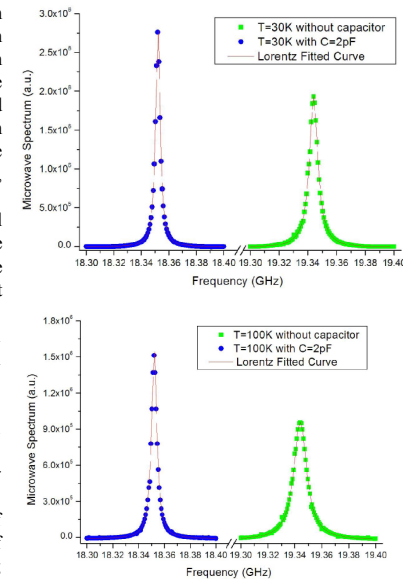 3.0x10⁶
2.5x10⁶
2.0x10⁶
1.5x10⁶
1.0x10⁶
5.0x10⁵
0.0
Microwave Spectrum (a.u.)
T=30K without capacitor
T=30K with C=2pF
Lorentz Fitted Curve
18.30 18.32 18.34 18.36 18.38 18.40 19.30 19.32 19.34 19.36 19.38 19.40
Frequency (GHz)
1.8x10⁶
1.5x10⁶
1.2x10⁶
9.0x10⁵
6.0x10⁵
3.0x10⁵
0.0
Microwave Spectrum (a.u.)
T=100K without capacitor
T=100K with C=2pF
Lorentz Fitted Curve
18.30 18.32 18.34 18.36 18.38 18.40 19.30 19.32 19.34 19.36 19.38 19.40
Frequency (GHz)